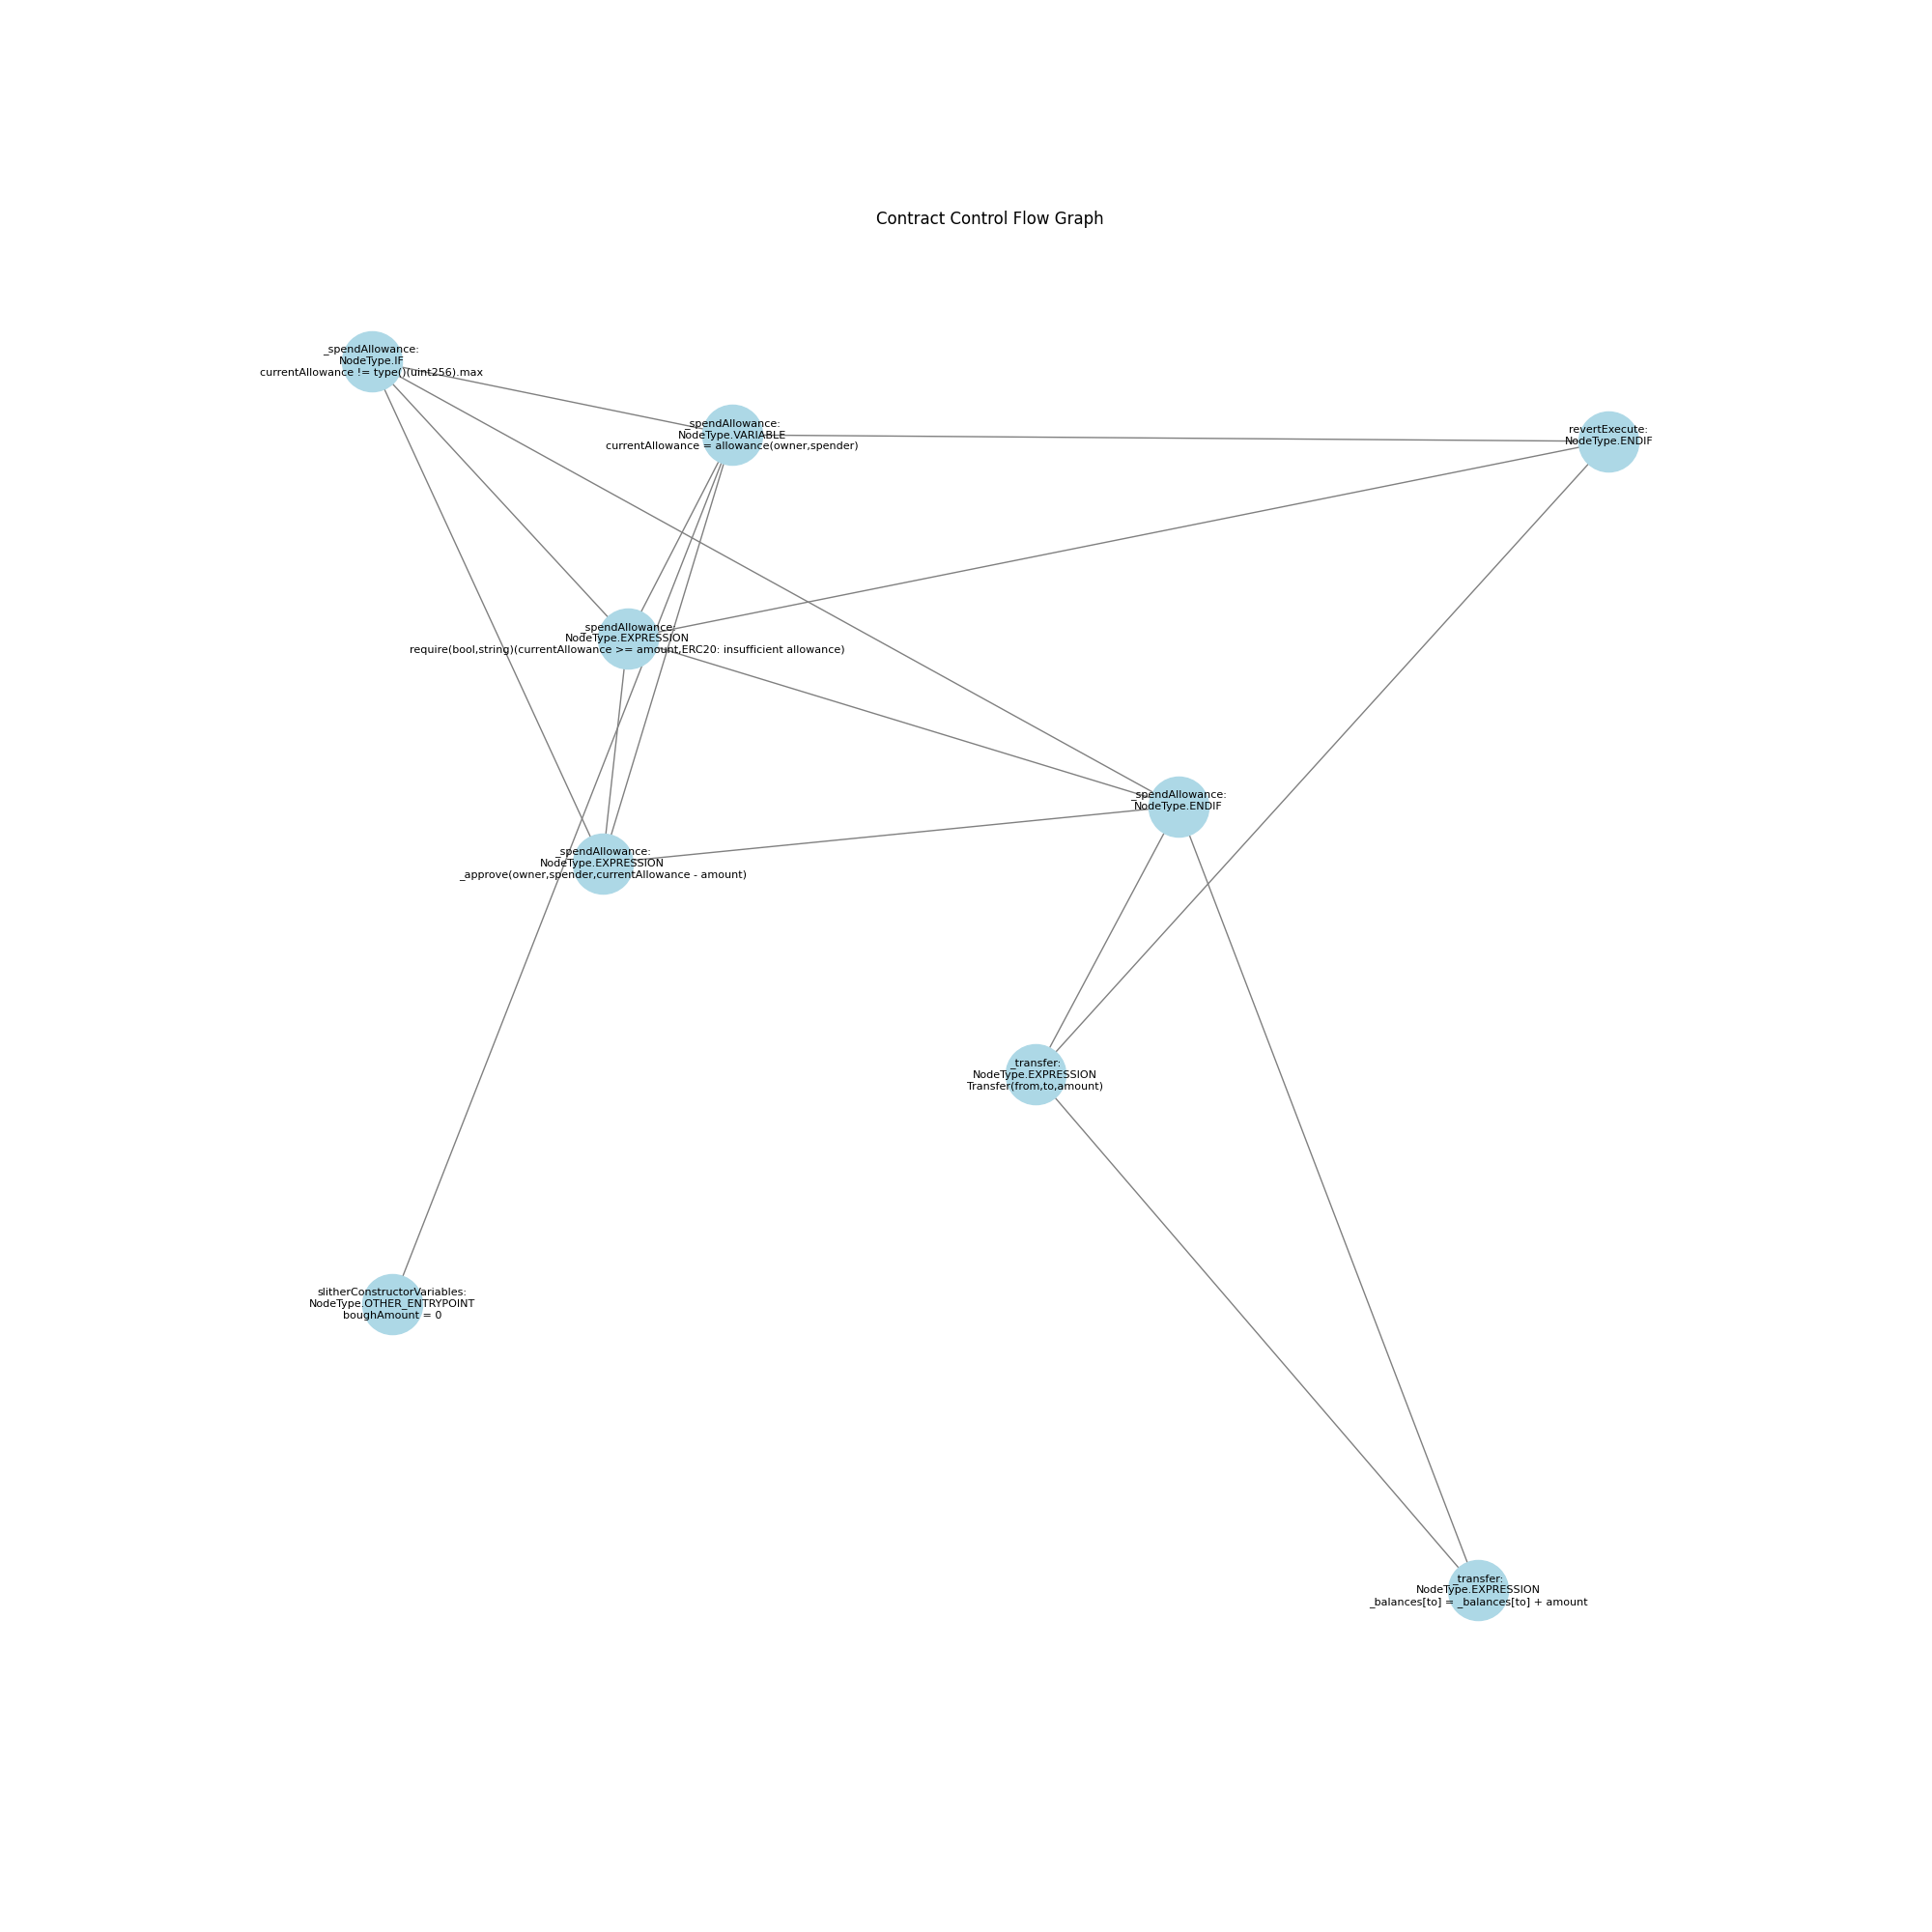 Contract Control Flow Graph
_spendAllowance:
NodeType.IF
currentAllowance != type()(uint256).max
_spendAllowance:
NodeType.VARIABLE
currentAllowance = allowance(owner,spender)
revertExecute:
NodeType.ENDIF
_spendAllowance:
NodeType.EXPRESSION
require(bool,string)(currentAllowance >= amount,ERC20: insufficient allowance)
_spendAllowance:
NodeType.ENDIF
_spendAllowance:
NodeType.EXPRESSION
_approve(owner,spender,currentAllowance - amount)
_transfer:
NodeType.EXPRESSION
Transfer(from,to,amount)
slitherConstructorVariables:
NodeType.OTHER_ENTRYPOINT
boughAmount = 0
_transfer:
NodeType.EXPRESSION
_balances[to] = _balances[to] + amount